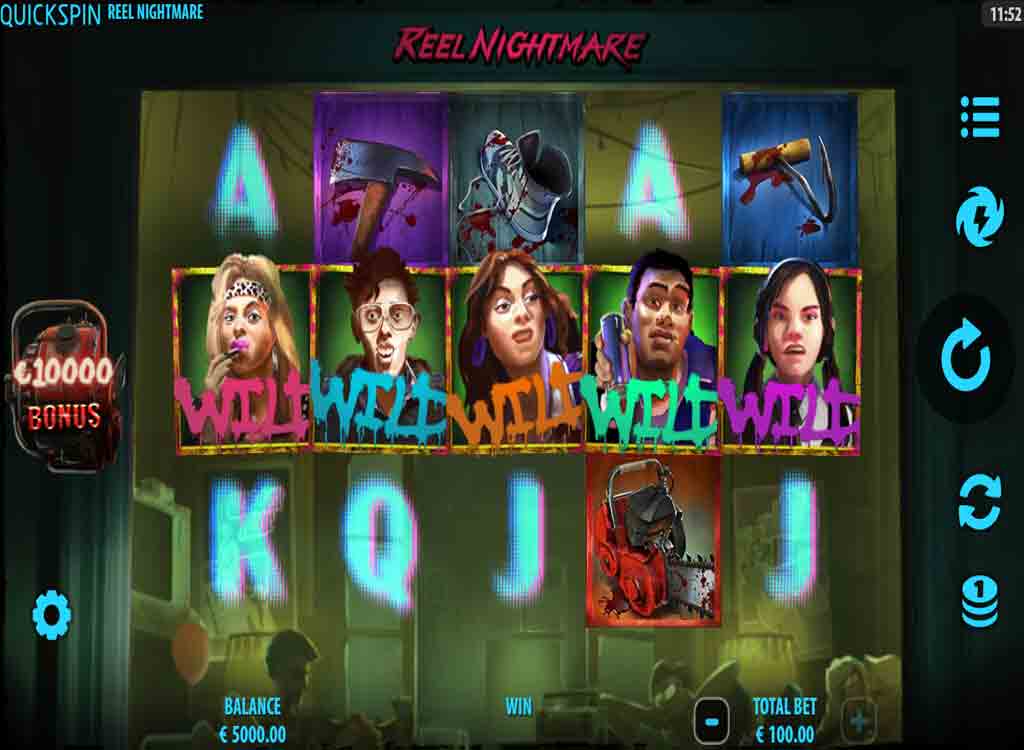 QUICKSPIN REEL NIGHTMARE
11:52
REEL NIGHTMARE
A A
€10000
BONUS
WILD WILD WILD WILD WILD
K Q J J
1
BALANCE WIN TOTAL BET
€ 5000.00 - € 100.00 +